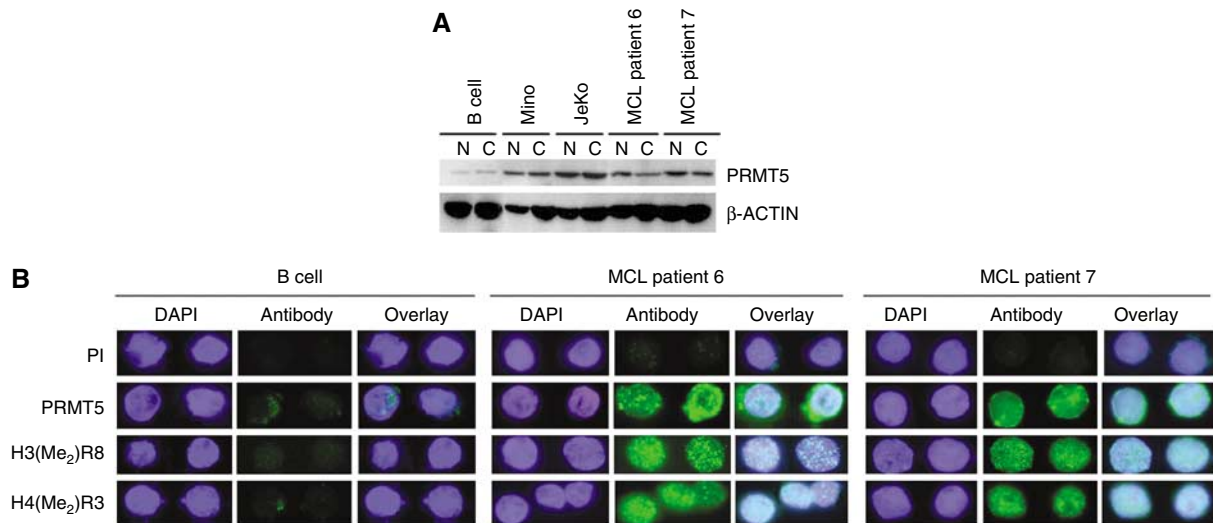 A
B cell
Mino
JeKo
MCL patient 6
MCL patient 7
N C N C N C N C N C
PRMT5
β-ACTIN
B
B cell MCL patient 6 MCL patient 7
DAPI Antibody Overlay DAPI Antibody Overlay DAPI Antibody Overlay
PI
PRMT5
H3(Me₂)R8
H4(Me₂)R3